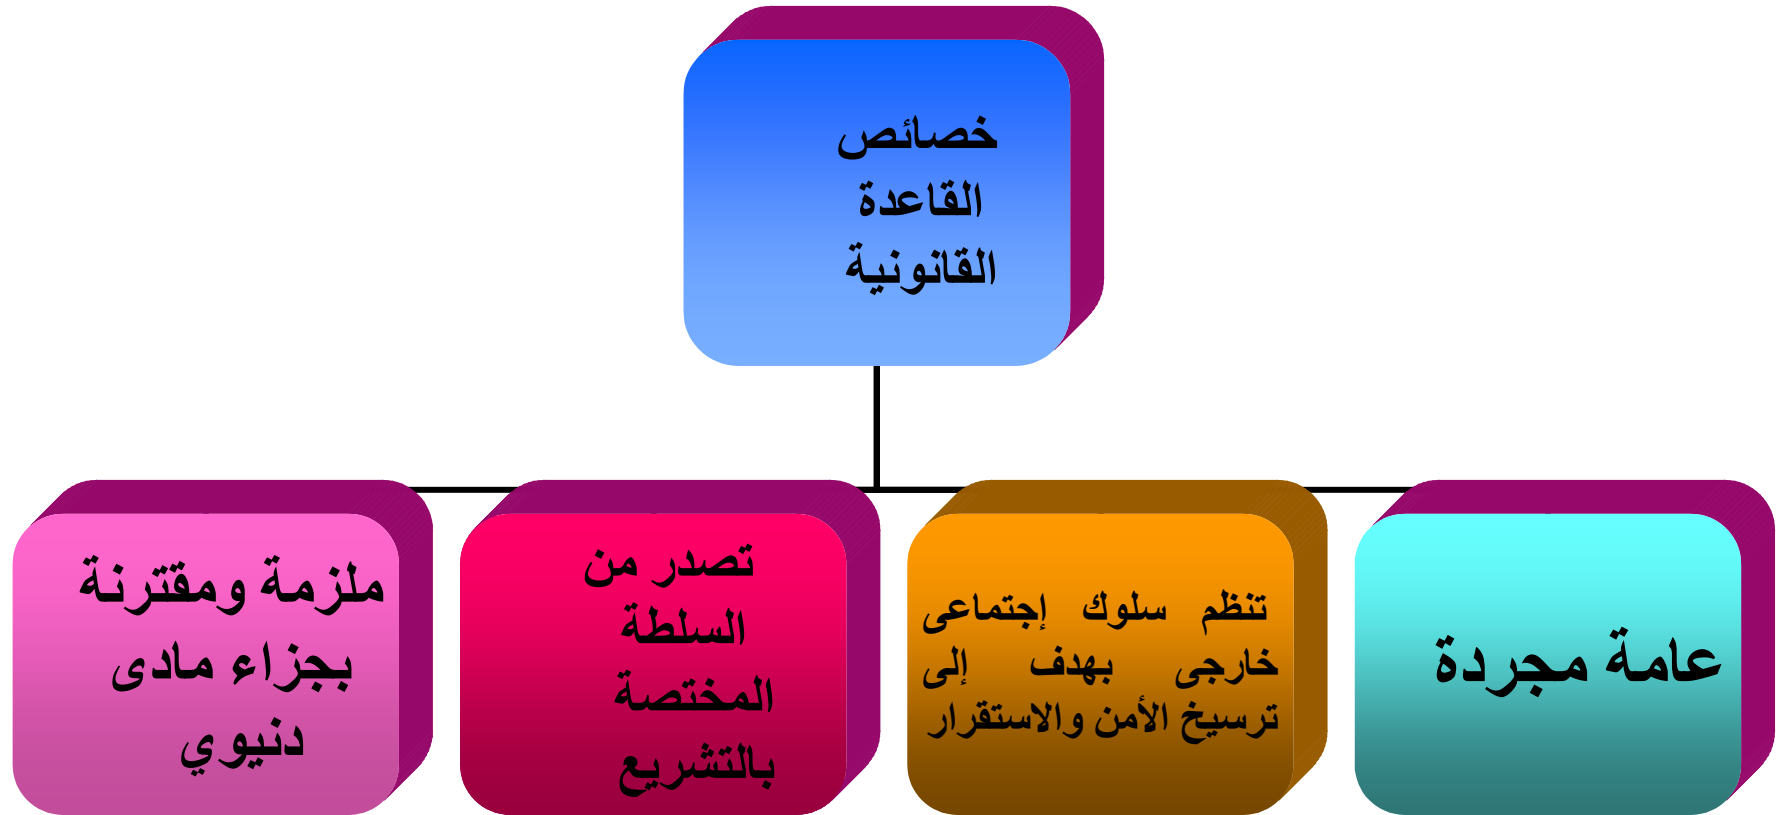 خصائص
القاعدة
القانونية
عامة مجردة
تنظم سلوك إجتماعى
خارجى بهدف إلى
ترسيخ الأمن والاستقرار
تصدر من
السلطة
المختصة
بالتشريع
ملزمة ومقترنة
بجزاء مادى
دنيوي